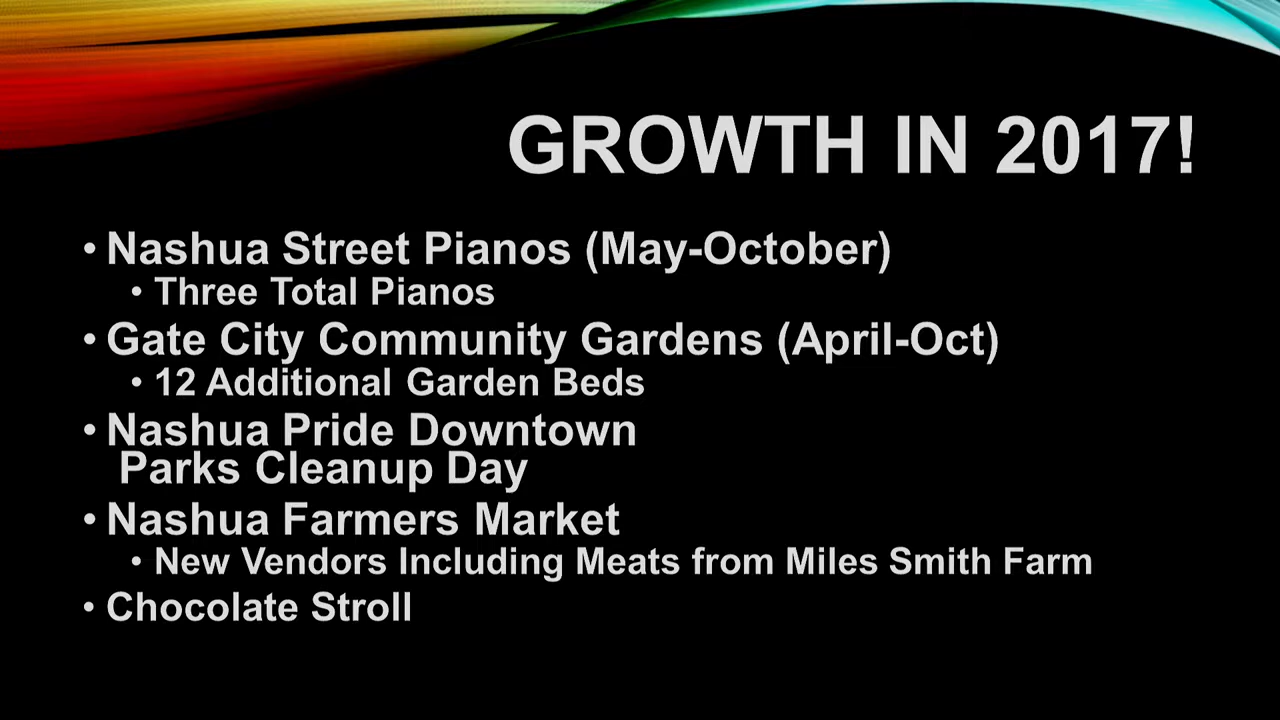 GROWTH IN 2017!
• Nashua Street Pianos (May-October)
• Three Total Pianos
• Gate City Community Gardens (April-Oct)
• 12 Additional Garden Beds
• Nashua Pride Downtown
Parks Cleanup Day
• Nashua Farmers Market
• New Vendors Including Meats from Miles Smith Farm
• Chocolate Stroll